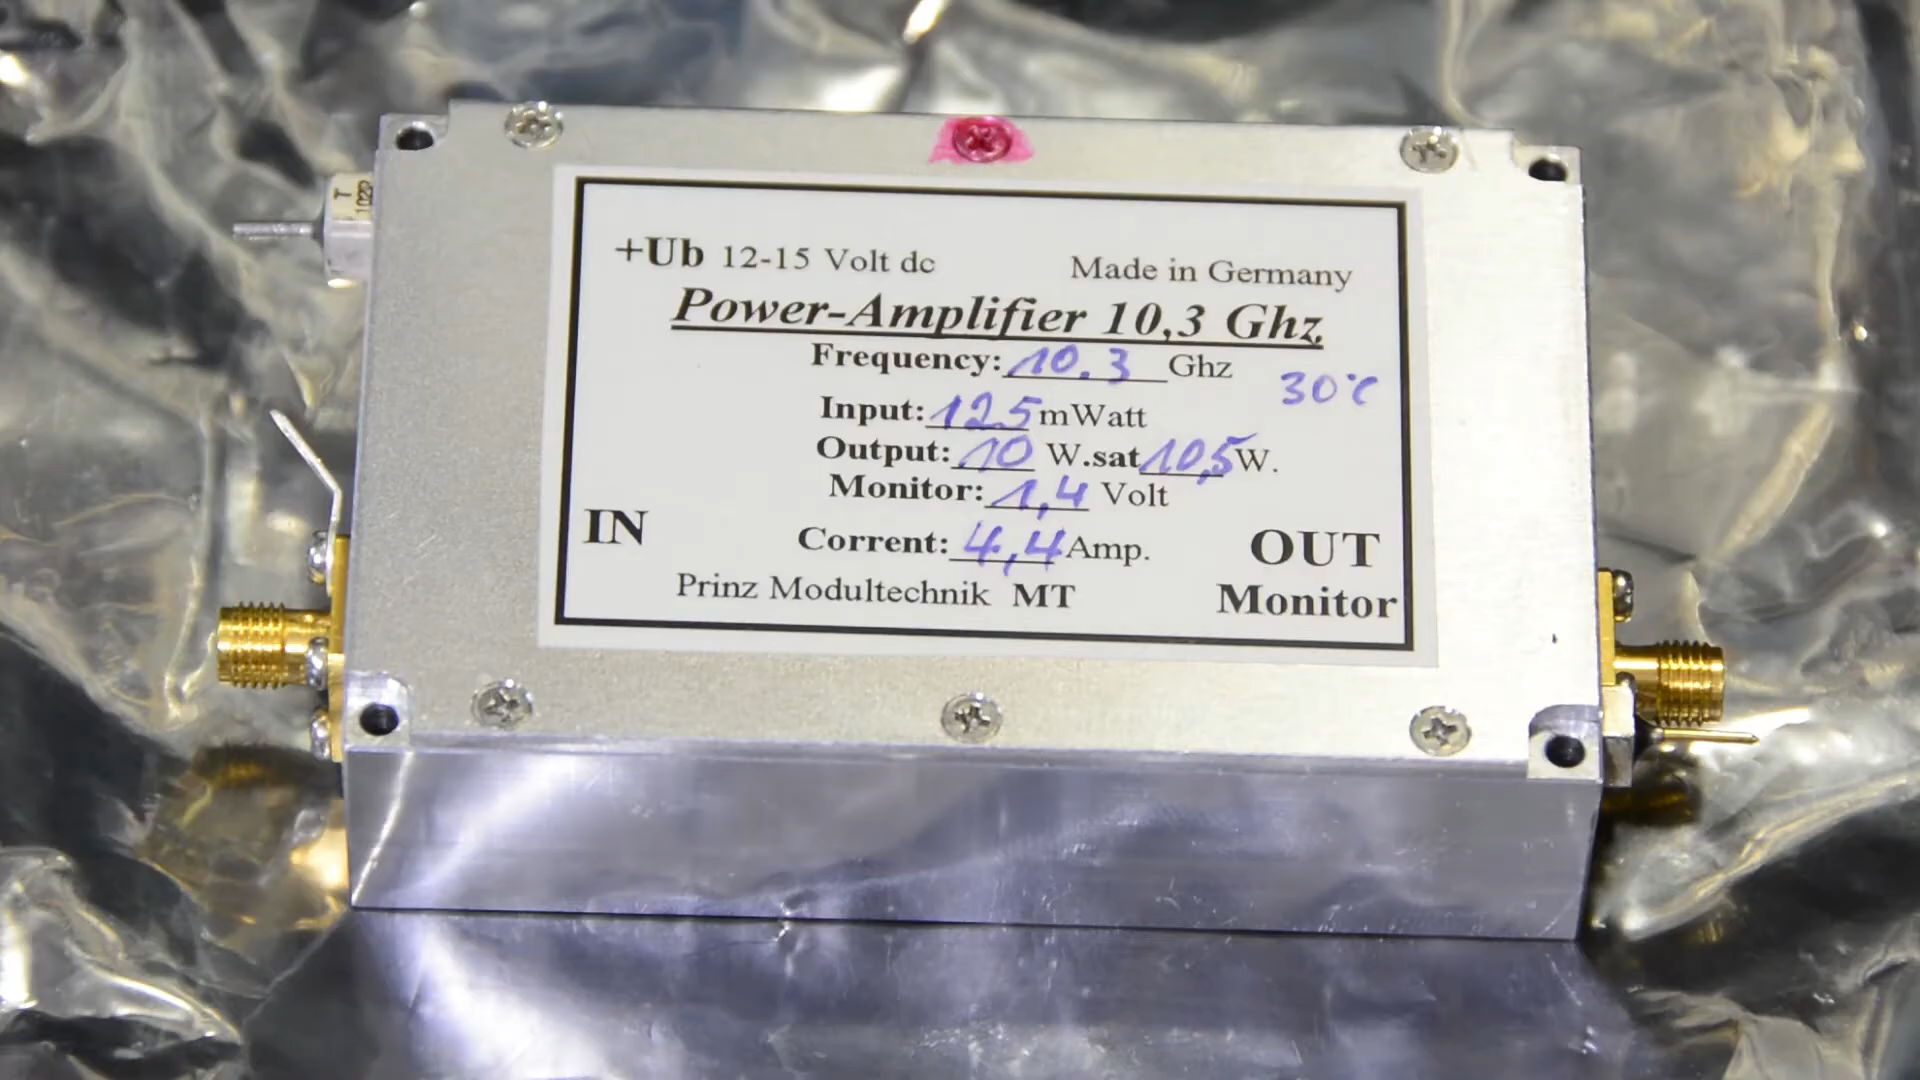 T
102P
+Ub 12-15 Volt dc Made in Germany
Power-Amplifier 10,3 Ghz
Frequency: 10.3 Ghz 30°C
Input: 125 mWatt
Output: 10 W.sat 10,5 W.
Monitor: 1,4 Volt
IN Corrent: 4,4 Amp. OUT
Prinz Modultechnik MT Monitor